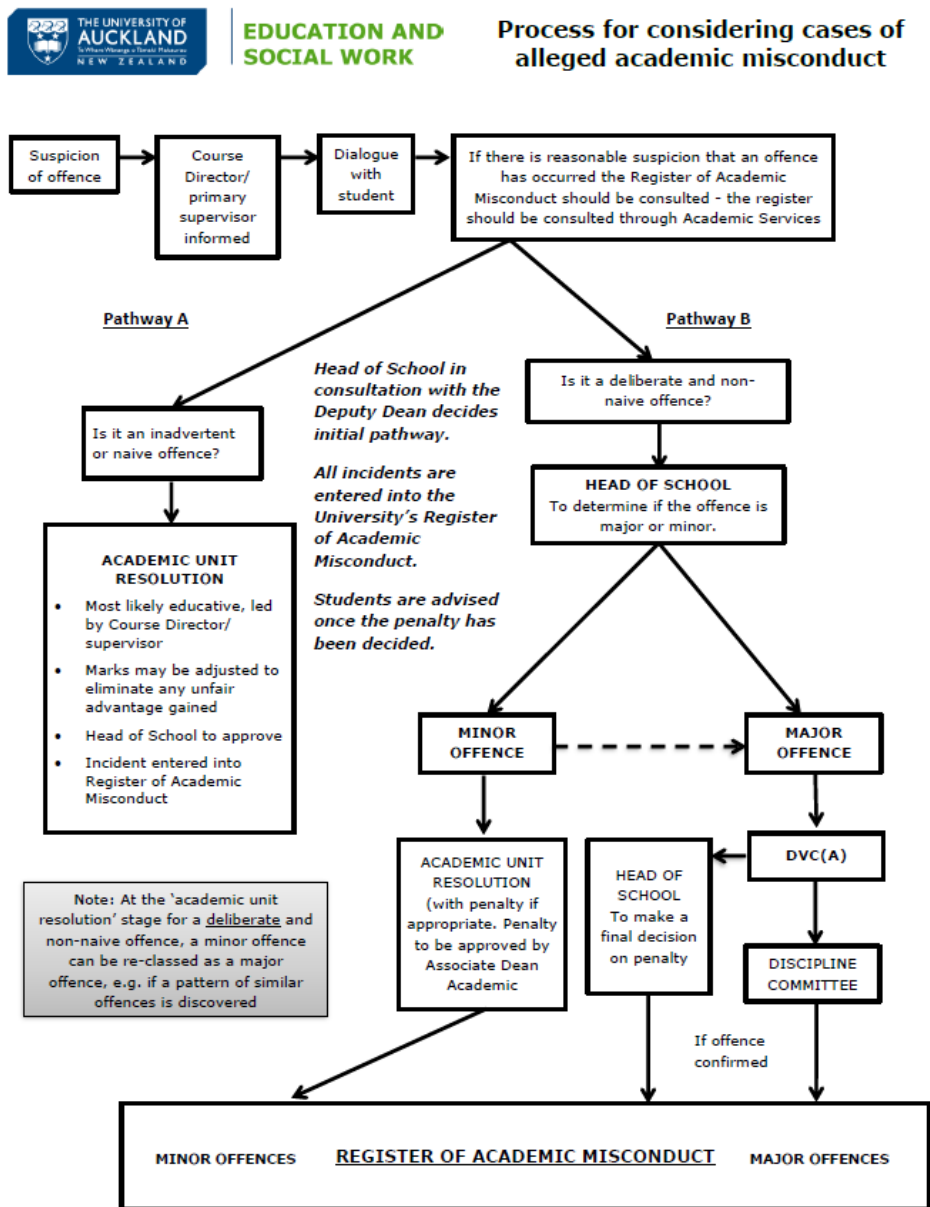 THE UNIVERSITY OF
AUCKLAND
Te Whare Wānanga o Tāmaki Makaurau
NEW ZEALAND
EDUCATION AND
SOCIAL WORK
Process for considering cases of
alleged academic misconduct
Suspicion
of offence
Course
Director/
primary
supervisor
informed
Dialogue
with
student
If there is reasonable suspicion that an offence
has occurred the Register of Academic
Misconduct should be consulted - the register
should be consulted through Academic Services
Pathway A
Pathway B
Head of School in
consultation with the
Deputy Dean decides
initial pathway.
All incidents are
entered into the
University's Register
of Academic
Misconduct.
Students are advised
once the penalty has
been decided.
Is it an inadvertent
or naive offence?
Is it a deliberate and non-
naive offence?
HEAD OF SCHOOL
To determine if the offence is
major or minor.
ACADEMIC UNIT
RESOLUTION
• Most likely educative, led
by Course Director/
supervisor
• Marks may be adjusted to
eliminate any unfair
advantage gained
• Head of School to approve
• Incident entered into
Register of Academic
Misconduct
MINOR
OFFENCE
MAJOR
OFFENCE
ACADEMIC UNIT
RESOLUTION
(with penalty if
appropriate. Penalty
to be approved by
Associate Dean
Academic
HEAD OF
SCHOOL
To make a
final decision
on penalty
DVC(A)
DISCIPLINE
COMMITTEE
Note: At the 'academic unit
resolution' stage for a deliberate and
non-naive offence, a minor offence
can be re-classed as a major
offence, e.g. if a pattern of similar
offences is discovered
If offence
confirmed
MINOR OFFENCES REGISTER OF ACADEMIC MISCONDUCT MAJOR OFFENCES